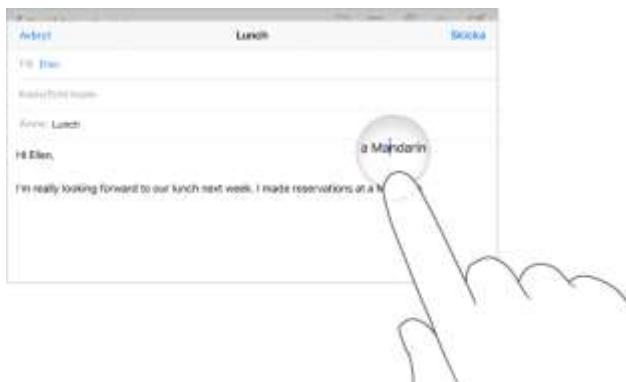 Avbryt Lunch Skicka
Till: Ellen
Kopia/Dold kopia:
Ämne: Lunch
Hi Ellen,
a Mandarin
I'm really looking forward to our lunch next week. I made reservations at a